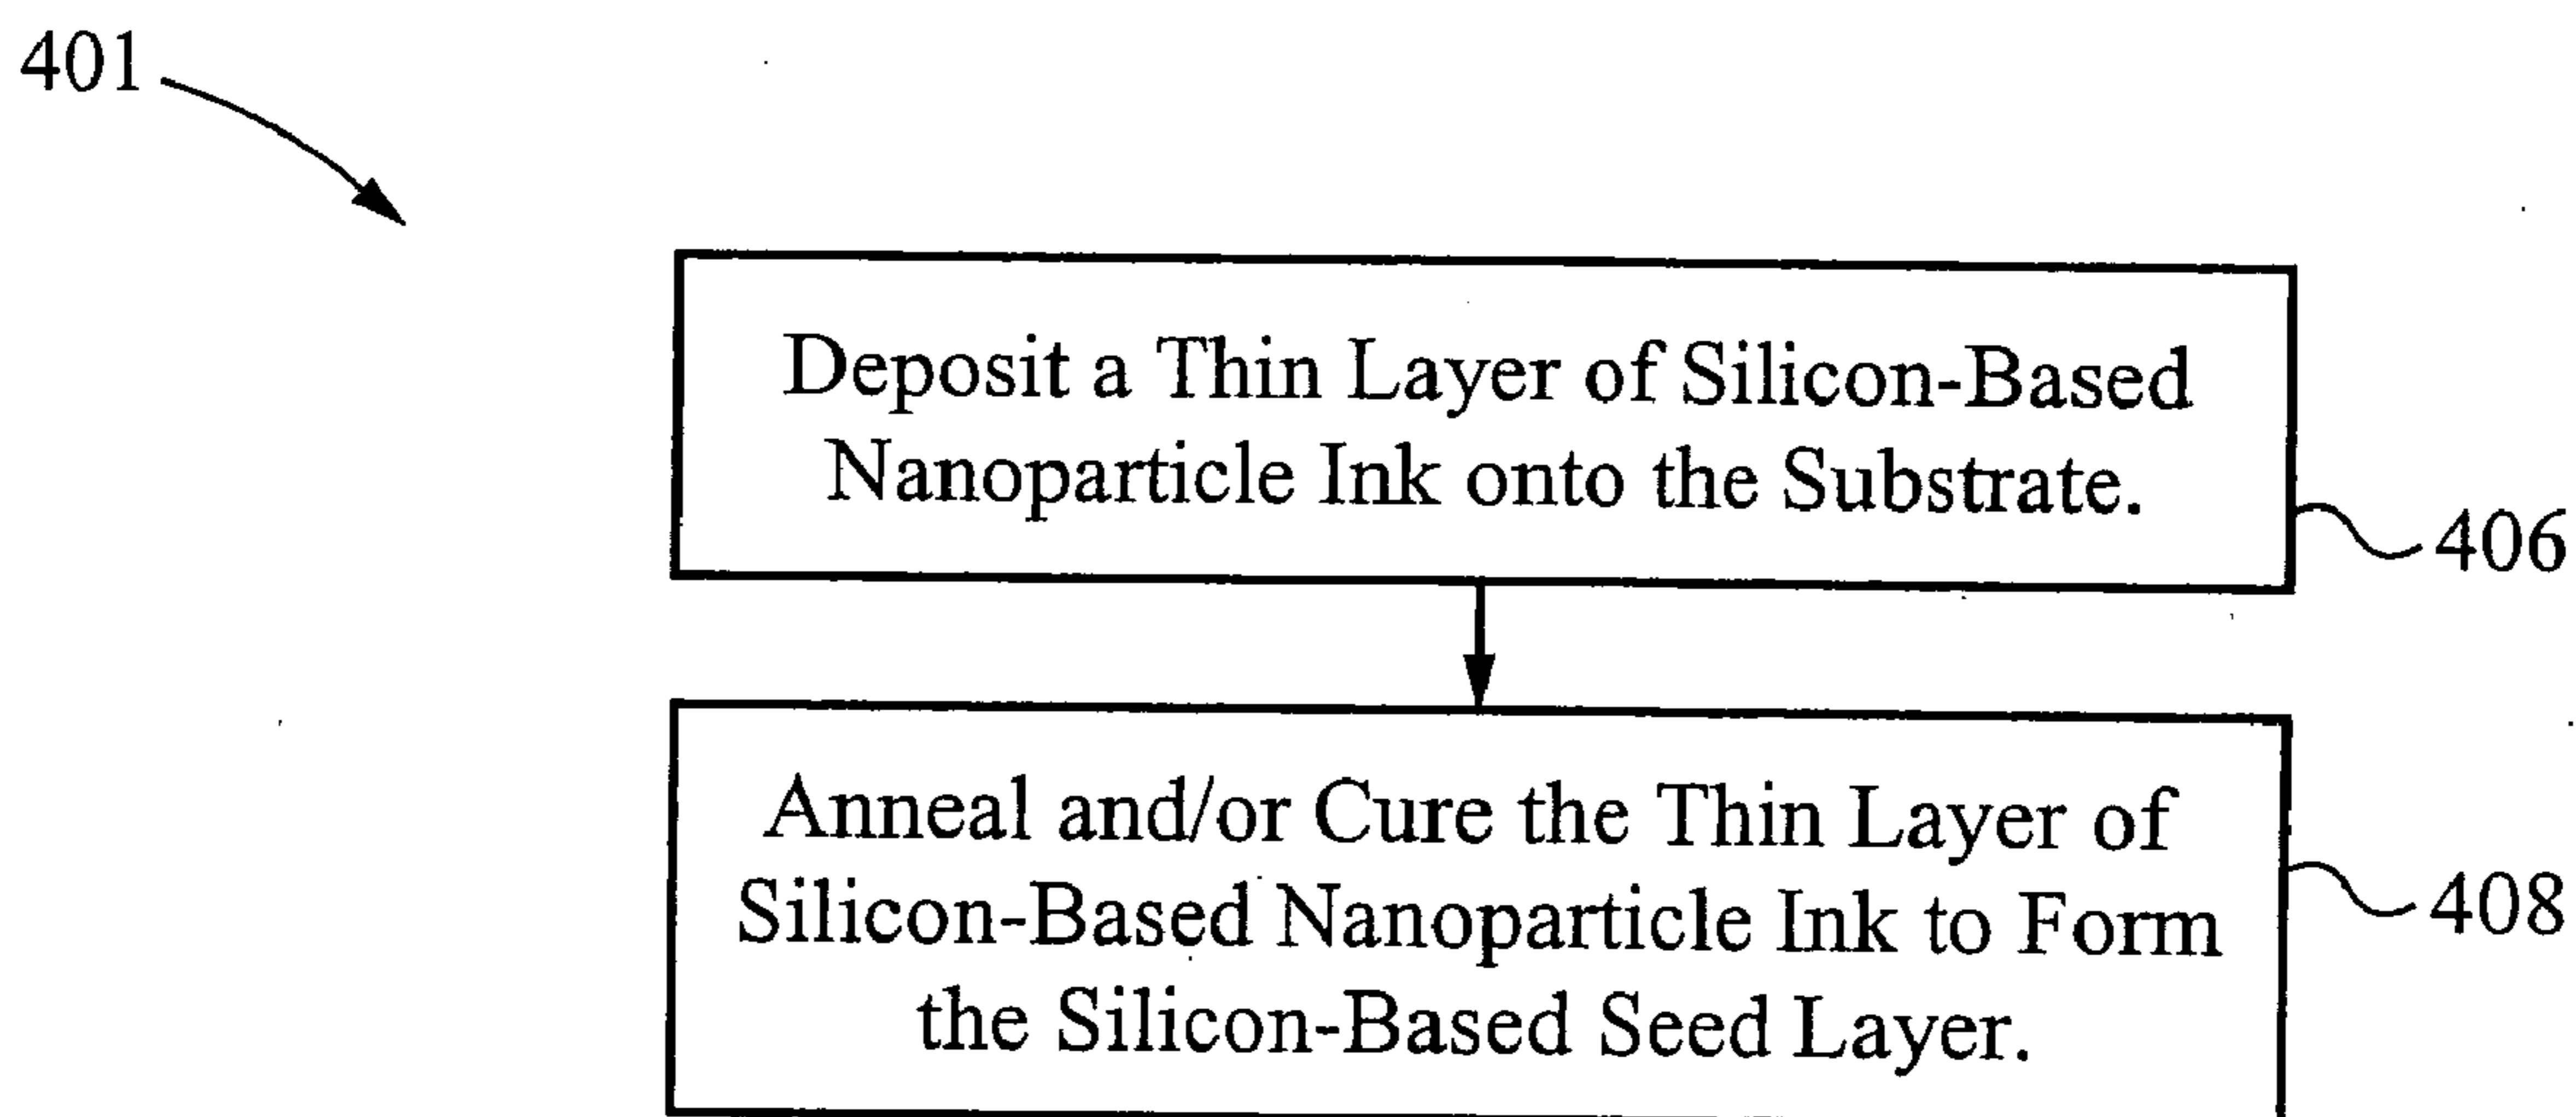 401
Deposit a Thin Layer of Silicon-Based
Nanoparticle Ink onto the Substrate.
406
Anneal and/or Cure the Thin Layer of
Silicon-Based Nanoparticle Ink to Form
the Silicon-Based Seed Layer.
408